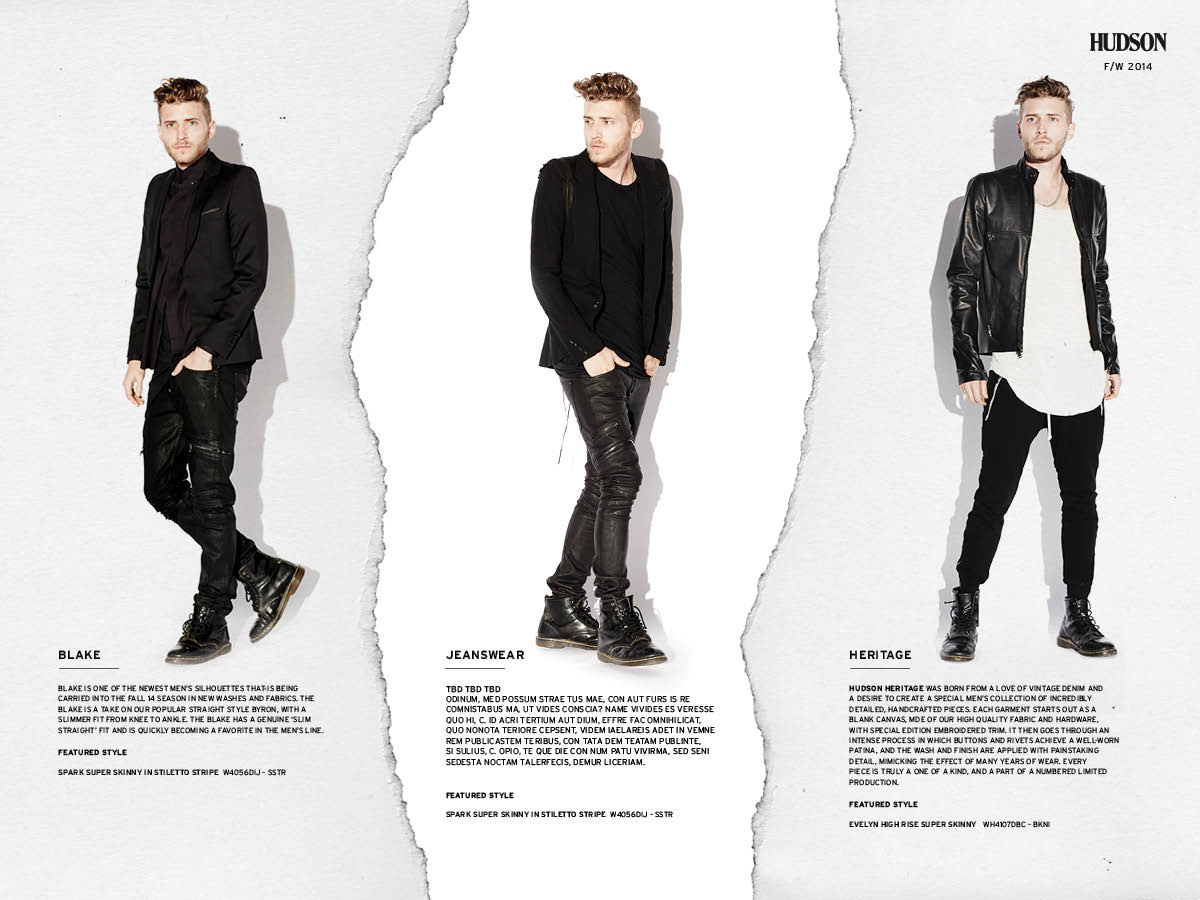 HUDSON
F/W 2014
BLAKE
BLAKE IS ONE OF THE NEWEST MEN'S SILHOUETTES THAT IS BEING
CARRIED INTO THE FALL 14 SEASON IN NEW WASHES AND FABRICS. THE
BLAKE IS A TAKE ON OUR POPULAR STRAIGHT STYLE BYRON, WITH A
SLIMMER FIT FROM KNEE TO ANKLE. THE BLAKE HAS A GENUINE 'SLIM
STRAIGHT' FIT AND IS QUICKLY BECOMING A FAVORITE IN THE MEN'S LINE.
FEATURED STYLE
SPARK SUPER SKINNY IN STILETTO STRIPE W4056DIJ - SSTR
JEANSWEAR
TBD TBD TBD
ODINUM, MED POSSUM STRAE TUS MAE, CON AUT FURS IS RE
COMNISTABUS MA, UT VIDES CONSCIA? NAME VIVIDES ES VERESSE
QUO HI, C. ID ACRI TERTIUM AUT DIUM, EFFRE FAC OMNIHILICAT,
QUO NONOTA TERIORE CEPSENT, VIDEM IAELAREIS ADET IN VEMNE
REM PUBLICASTEM TERIBUS, CON TATA DEM TEATAM PUBLINTE,
SI SULIUS, C. OPIO, TE QUE DIE CON NUM PATU VIVIRMA, SED SENI
SEDESTA NOCTAM TALERFECIS, DEMUR LICERIAM.
FEATURED STYLE
SPARK SUPER SKINNY IN STILETTO STRIPE W4056DIJ - SSTR
HERITAGE
HUDSON HERITAGE WAS BORN FROM A LOVE OF VINTAGE DENIM AND
A DESIRE TO CREATE A SPECIAL MEN'S COLLECTION OF INCREDIBLY
DETAILED, HANDCRAFTED PIECES. EACH GARMENT STARTS OUT AS A
BLANK CANVAS, MDE OF OUR HIGH QUALITY FABRIC AND HARDWARE,
WITH SPECIAL EDITION EMBROIDERED TRIM. IT THEN GOES THROUGH AN
INTENSE PROCESS IN WHICH BUTTONS AND RIVETS ACHIEVE A WELL-WORN
PATINA, AND THE WASH AND FINISH ARE APPLIED WITH PAINSTAKING
DETAIL, MIMICKING THE EFFECT OF MANY YEARS OF WEAR. EVERY
PIECE IS TRULY A ONE OF A KIND, AND A PART OF A NUMBERED LIMITED
PRODUCTION.
FEATURED STYLE
EVELYN HIGH RISE SUPER SKINNY WH4107DBC - BKNI